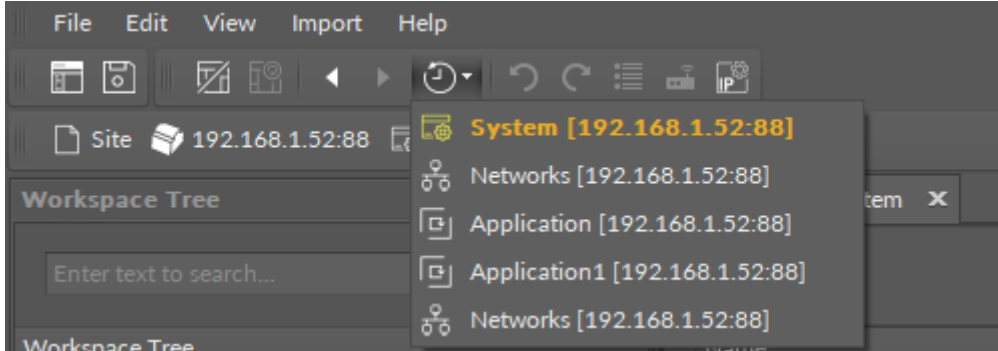 File Edit View Import Help
IP
System [192.168.1.52:88]
Site 192.168.1.52:88
Networks [192.168.1.52:88]
Workspace Tree
Application [192.168.1.52:88]
Enter text to search...
Application1 [192.168.1.52:88]
Networks [192.168.1.52:88]
Workspace Tree
Name